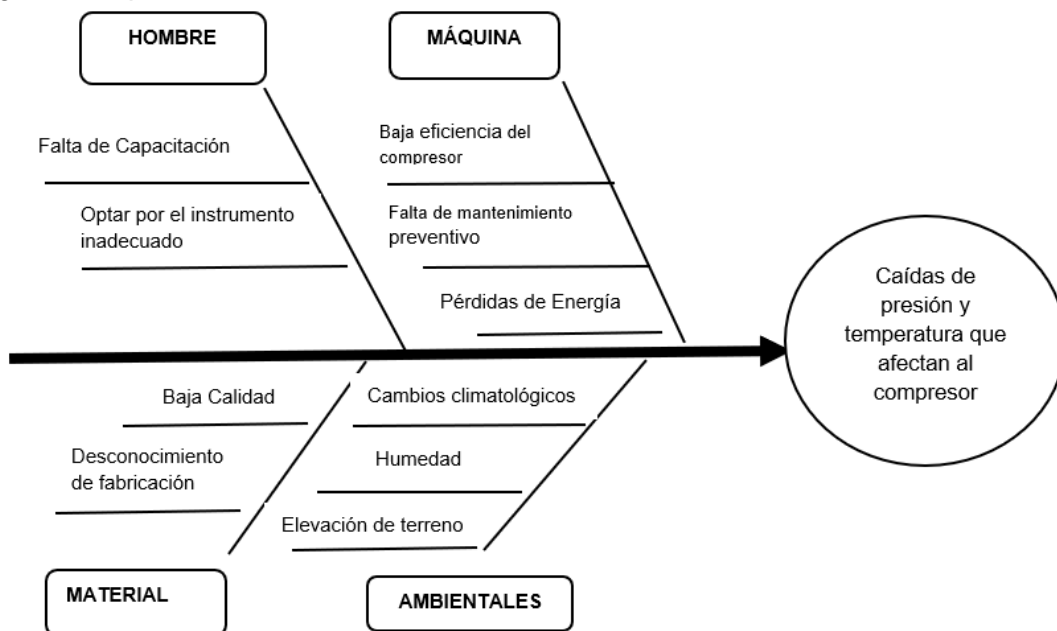 HOMBRE
MÁQUINA
Falta de Capacitación
Optar por el instrumento
inadecuado
Baja eficiencia del
compresor
Falta de mantenimiento
preventivo
Pérdidas de Energía
Caídas de
presión y
temperatura que
afectan al
compresor
Baja Calidad
Desconocimiento
de fabricación
Cambios climatológicos
Humedad
Elevación de terreno
MATERIAL
AMBIENTALES